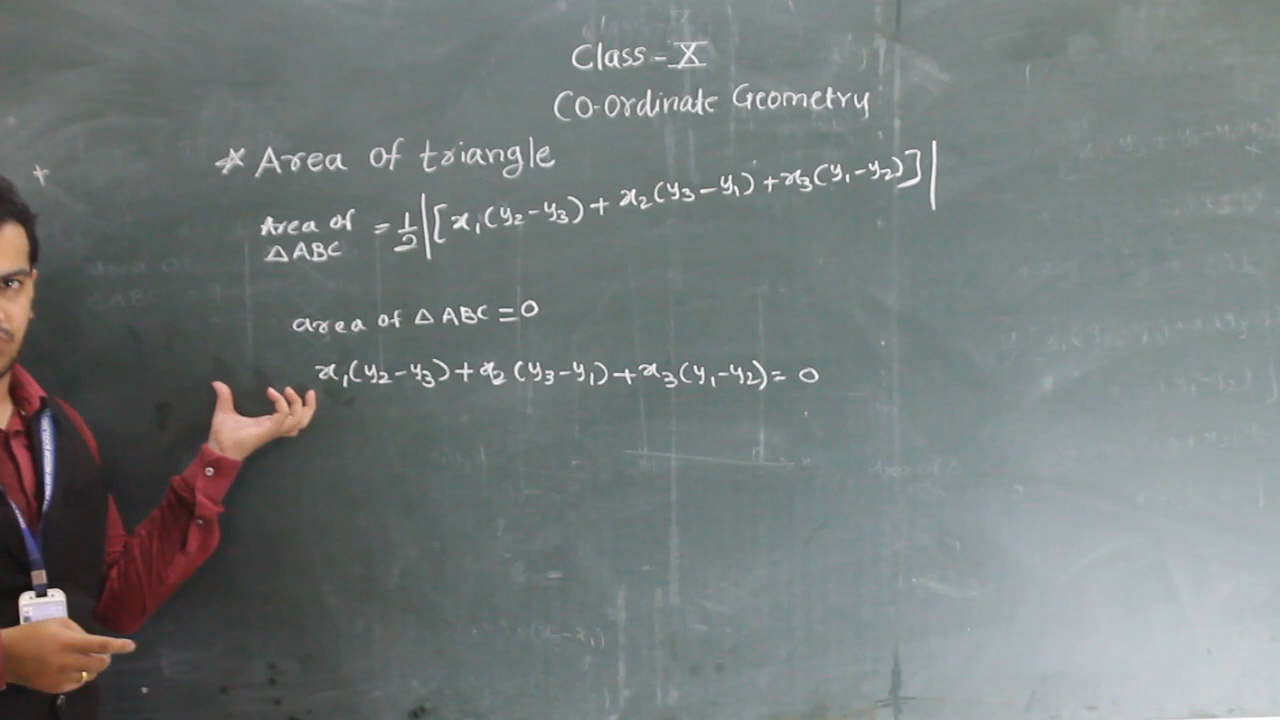 Class - X
Co-ordinate Geometry
* Area of triangle
Area of ΔABC = 1/2 |[x₁(y₂-y₃) + x₂(y₃-y₁) + x₃(y₁-y₂)]|
area of Δ ABC = 0
x₁(y₂-y₃) + x₂(y₃-y₁) + x₃(y₁-y₂) = 0